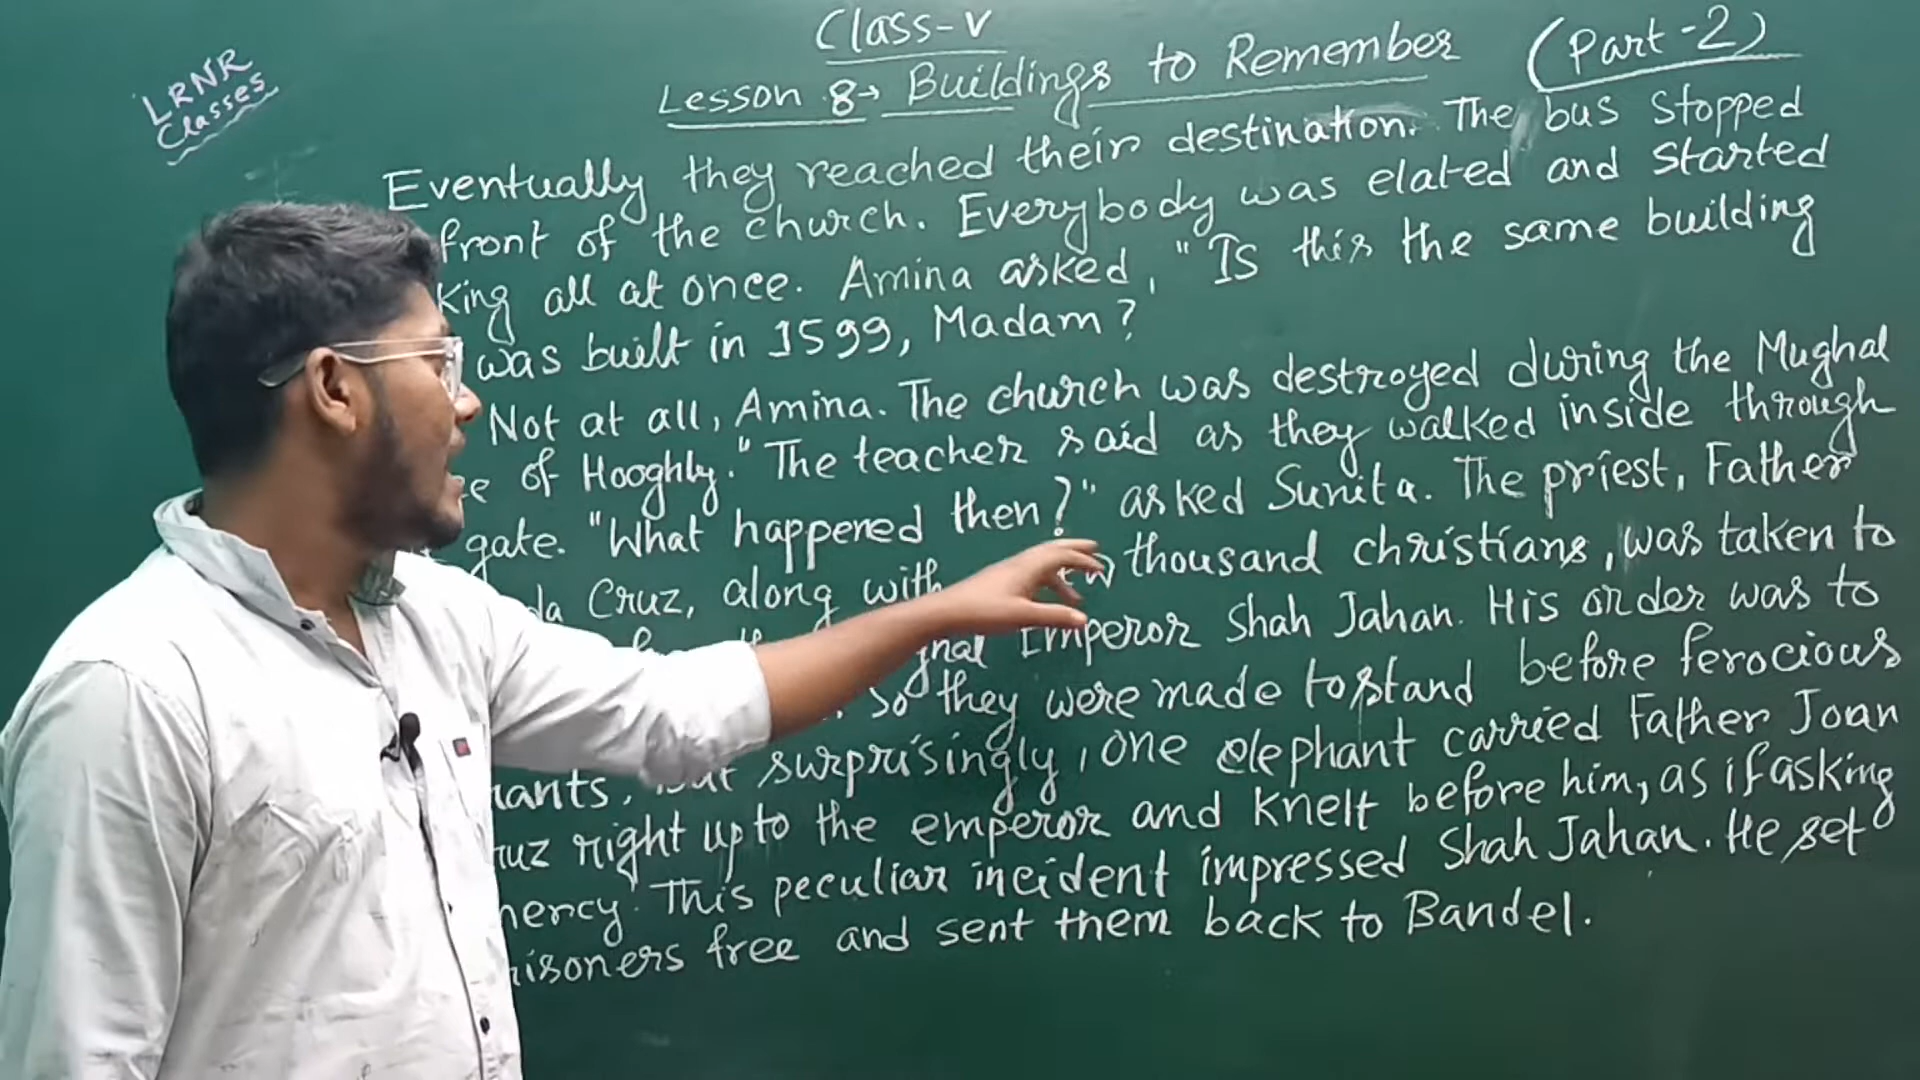 LRNR
Classes
Class-V
Lesson 8→ Buildings to Remember (Part-2)
Eventually they reached their destination. The bus stopped
front of the church. Everybody was elated and started
king all at once. Amina asked, "Is this the same building
was built in 1599, Madam?
Not at all, Amina. The church was destroyed during the Mughal
of Hooghly." The teacher said as they walked inside through
gate. "What happened then?" asked Sunita. The priest, Father
da Cruz, along with thousand christians, was taken to
Emperor Shah Jahan. His order was to
So they were made to stand before ferocious
surprisingly, one elephant carried Father Joan
right up to the emperor and knelt before him, as if asking
mercy. This peculiar incident impressed Shah Jahan. He set
risoners free and sent them back to Bandel.